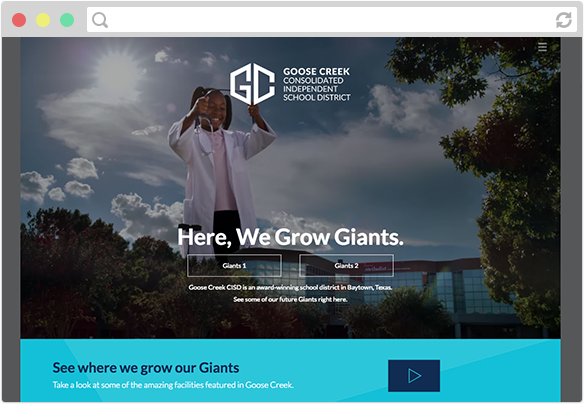 GC
GOOSE CREEK
CONSOLIDATED
INDEPENDENT
SCHOOL DISTRICT
Here, We Grow Giants.
Giants 1
Giants 2
Goose Creek CISD is an award-winning school district in Baytown, Texas.
See some of our future Giants right here.
See where we grow our Giants
Take a look at some of the amazing facilities featured in Goose Creek.